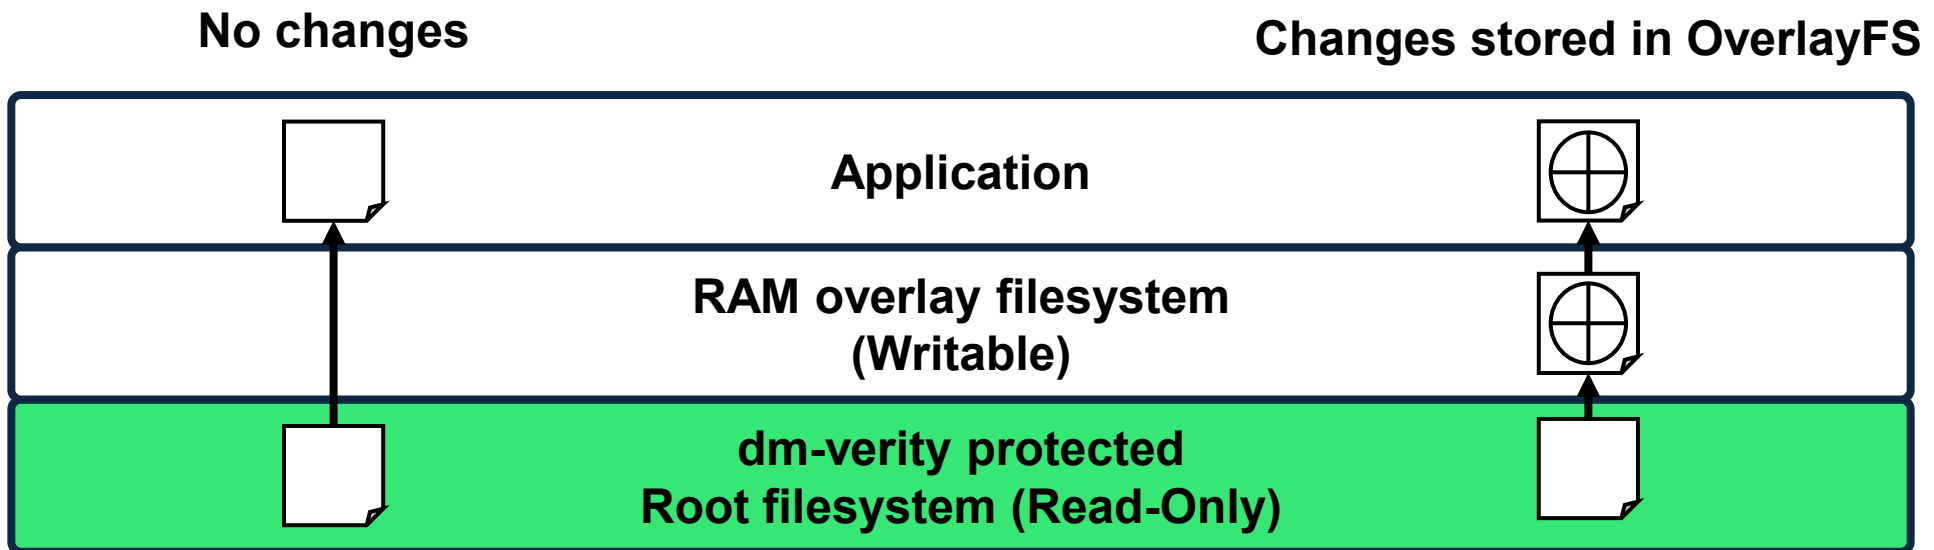 No changes
Changes stored in OverlayFS
Application
RAM overlay filesystem
(Writable)
dm-verity protected
Root filesystem (Read-Only)